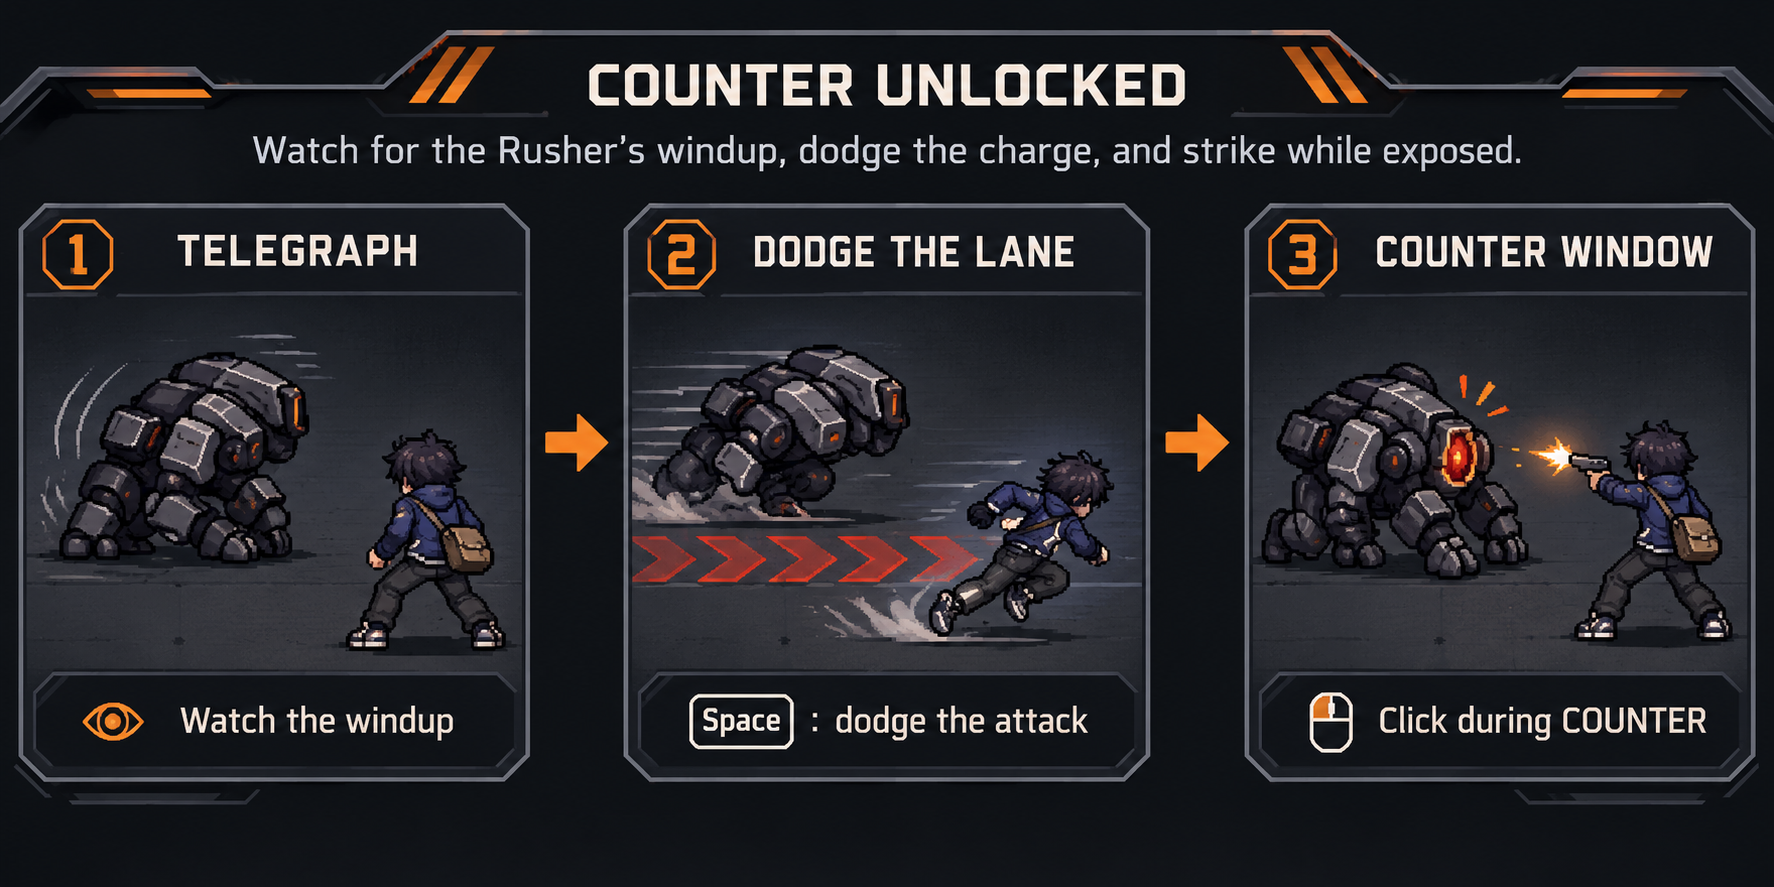 COUNTER UNLOCKED
Watch for the Rusher's windup, dodge the charge, and strike while exposed.
1 TELEGRAPH
Watch the windup
2 DODGE THE LANE
Space : dodge the attack
3 COUNTER WINDOW
Click during COUNTER